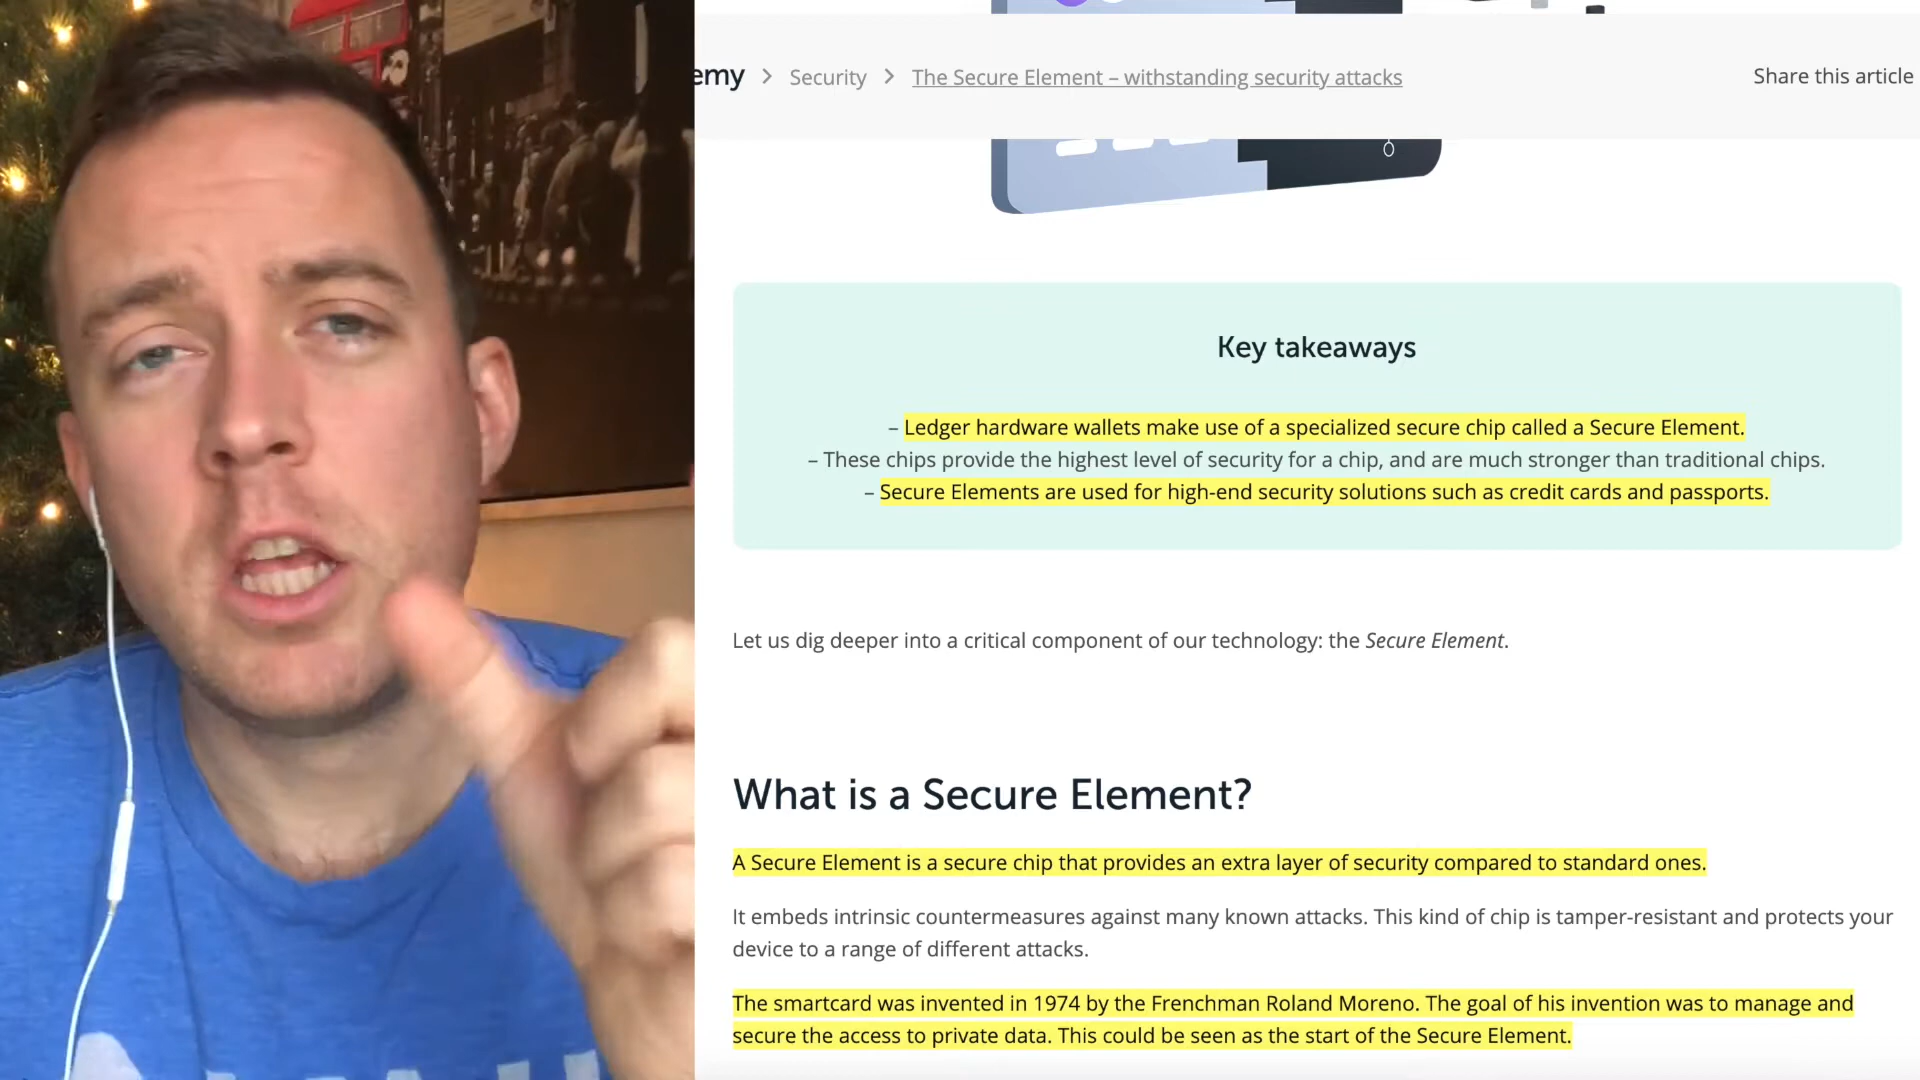 emy > Security > The Secure Element – withstanding security attacks
Share this article
Key takeaways
– Ledger hardware wallets make use of a specialized secure chip called a Secure Element.
– These chips provide the highest level of security for a chip, and are much stronger than traditional chips.
– Secure Elements are used for high-end security solutions such as credit cards and passports.
Let us dig deeper into a critical component of our technology: the Secure Element.
What is a Secure Element?
A Secure Element is a secure chip that provides an extra layer of security compared to standard ones.
It embeds intrinsic countermeasures against many known attacks. This kind of chip is tamper-resistant and protects your
device to a range of different attacks.
The smartcard was invented in 1974 by the Frenchman Roland Moreno. The goal of his invention was to manage and
secure the access to private data. This could be seen as the start of the Secure Element.